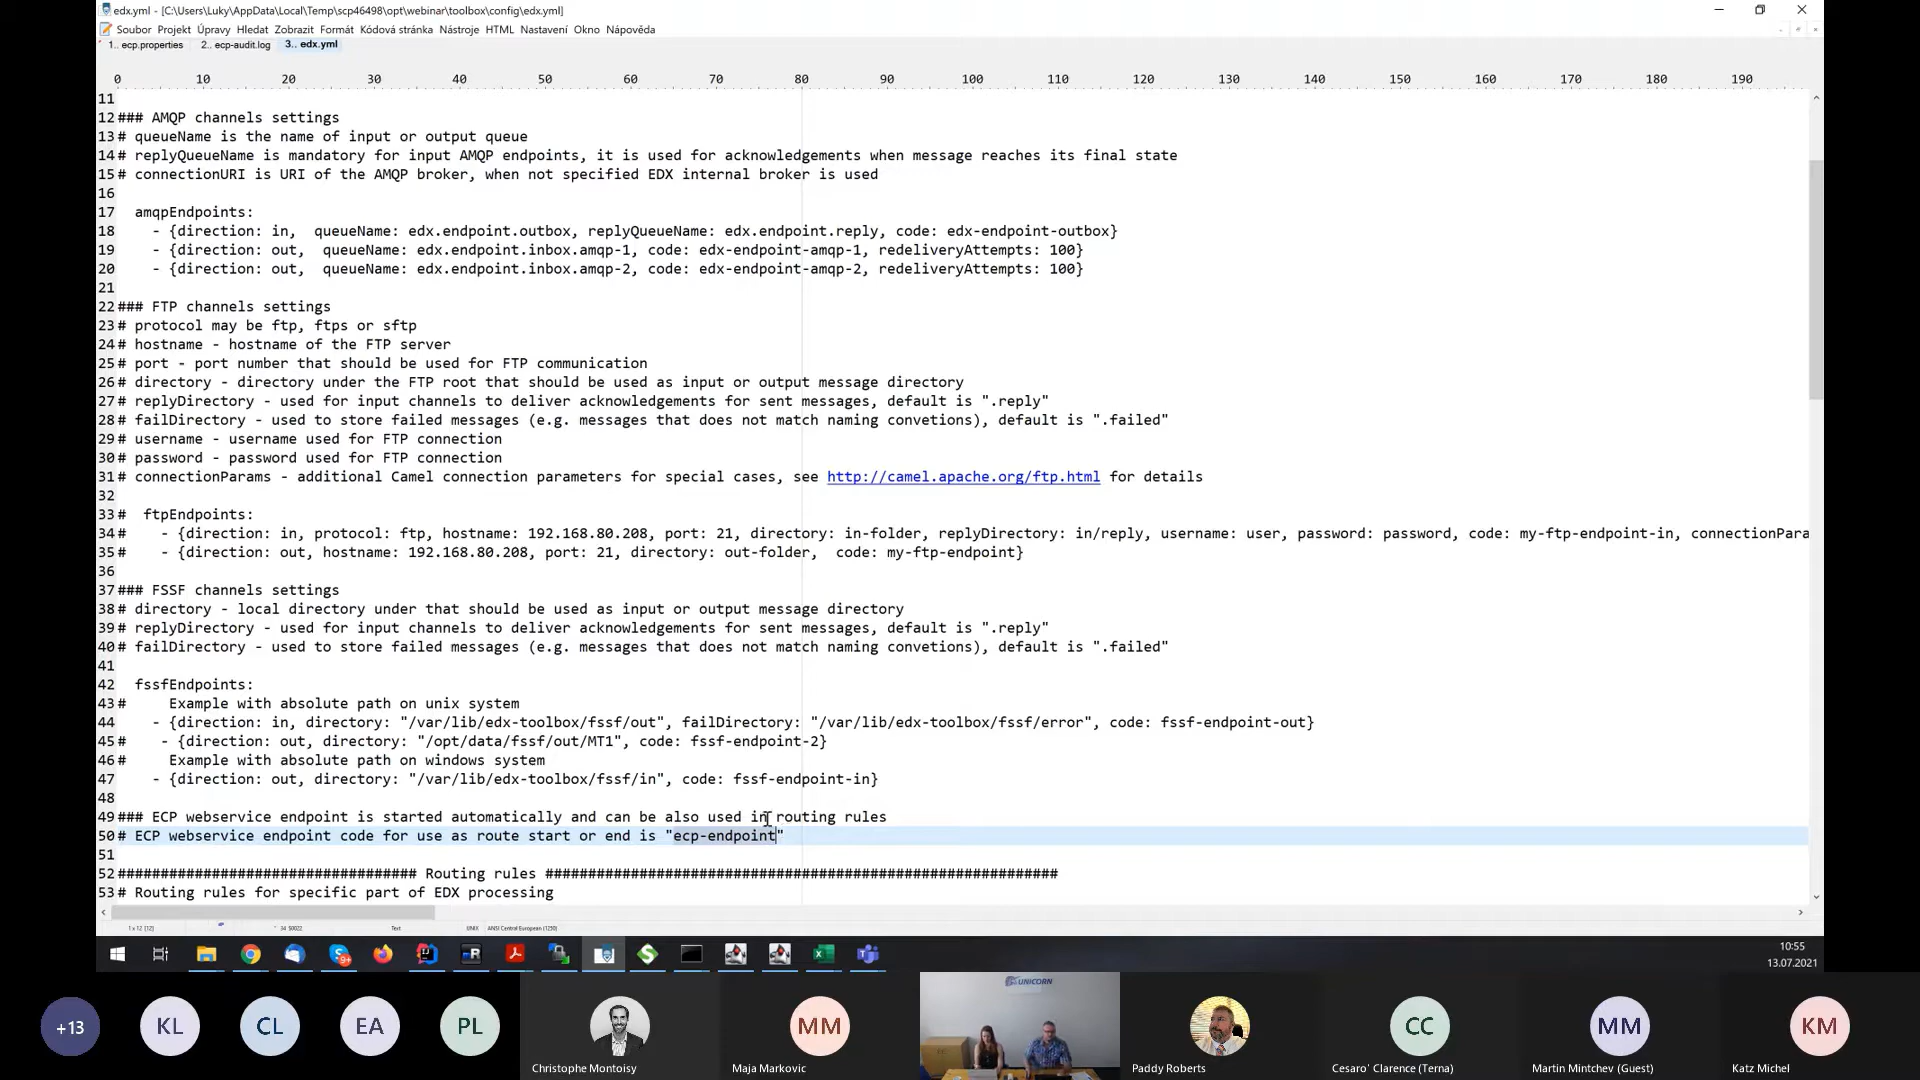 edx.yml - [C:\Users\Luky\AppData\Local\Temp\scp46498\opt\webinar\toolbox\config\edx.yml]
Soubor Projekt Úpravy Hledat Zobrazit Formát Kódová stránka Nástroje HTML Nastavení Okno Nápověda
1.. ecp.properties 2.. ecp-audit.log 3.. edx.yml
0 10 20 30 40 50 60 70 80 90 100 110 120 130 140 150 160 170 180 190
11
12 ### AMQP channels settings
13 # queueName is the name of input or output queue
14 # replyQueueName is mandatory for input AMQP endpoints, it is used for acknowledgements when message reaches its final state
15 # connectionURI is URI of the AMQP broker, when not specified EDX internal broker is used
16
17 amqpEndpoints:
18 - {direction: in, queueName: edx.endpoint.outbox, replyQueueName: edx.endpoint.reply, code: edx-endpoint-outbox}
19 - {direction: out, queueName: edx.endpoint.inbox.amqp-1, code: edx-endpoint-amqp-1, redeliveryAttempts: 100}
20 - {direction: out, queueName: edx.endpoint.inbox.amqp-2, code: edx-endpoint-amqp-2, redeliveryAttempts: 100}
21
22 ### FTP channels settings
23 # protocol may be ftp, ftps or sftp
24 # hostname - hostname of the FTP server
25 # port - port number that should be used for FTP communication
26 # directory - directory under the FTP root that should be used as input or output message directory
27 # replyDirectory - used for input channels to deliver acknowledgements for sent messages, default is ".reply"
28 # failDirectory - used to store failed messages (e.g. messages that does not match naming convetions), default is ".failed"
29 # username - username used for FTP connection
30 # password - password used for FTP connection
31 # connectionParams - additional Camel connection parameters for special cases, see http://camel.apache.org/ftp.html for details
32
33 # ftpEndpoints:
34 # - {direction: in, protocol: ftp, hostname: 192.168.80.208, port: 21, directory: in-folder, replyDirectory: in/reply, username: user, password: password, code: my-ftp-endpoint-in, connectionPara
35 # - {direction: out, hostname: 192.168.80.208, port: 21, directory: out-folder, code: my-ftp-endpoint}
36
37 ### FSSF channels settings
38 # directory - local directory under that should be used as input or output message directory
39 # replyDirectory - used for input channels to deliver acknowledgements for sent messages, default is ".reply"
40 # failDirectory - used to store failed messages (e.g. messages that does not match naming convetions), default is ".failed"
41
42 fssfEndpoints:
43 # Example with absolute path on unix system
44 - {direction: in, directory: "/var/lib/edx-toolbox/fssf/out", failDirectory: "/var/lib/edx-toolbox/fssf/error", code: fssf-endpoint-out}
45 # - {direction: out, directory: "/opt/data/fssf/out/MT1", code: fssf-endpoint-2}
46 # Example with absolute path on windows system
47 - {direction: out, directory: "/var/lib/edx-toolbox/fssf/in", code: fssf-endpoint-in}
48
49 ### ECP webservice endpoint is started automatically and can be also used in routing rules
50 # ECP webservice endpoint code for use as route start or end is "ecp-endpoint"
51
52 ################################### Routing rules ############################################################
53 # Routing rules for specific part of EDX processing
Text UNIX ANSI Central European (1250)
10:55
13.07.2021
+13 KL CL EA PL MM UNICORN CC MM KM
Christophe Montoisy Maja Markovic Paddy Roberts Cesaro' Clarence (Terna) Martin Mintchev (Guest) Katz Michel